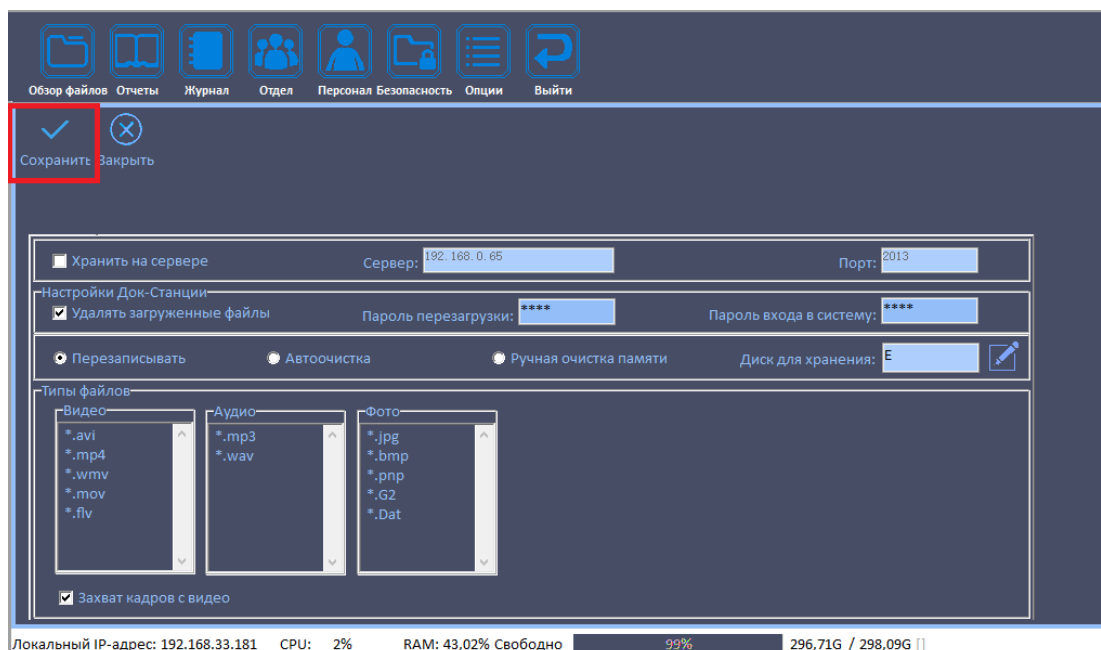 Обзор файлов Отчеты Журнал Отдел Персонал Безопасность Опции Выйти
Сохранить Закрыть
Хранить на сервере Сервер: 192.168.0.65 Порт: 2013
Настройки Док-Станции
Удалять загруженные файлы Пароль перезагрузки: **** Пароль входа в систему: ****
Перезаписывать Автоочистка Ручная очистка памяти Диск для хранения: E
Типы файлов
Видео Аудио Фото
*.avi *.mp3 *.jpg
*.mp4 *.wav *.bmp
*.wmv *.pnp
*.mov *.G2
*.flv *.Dat
Захват кадров с видео
Локальный IP-адрес: 192.168.33.181 CPU: 2% RAM: 43,02% Свободно 99% 296,71G / 298,09G []